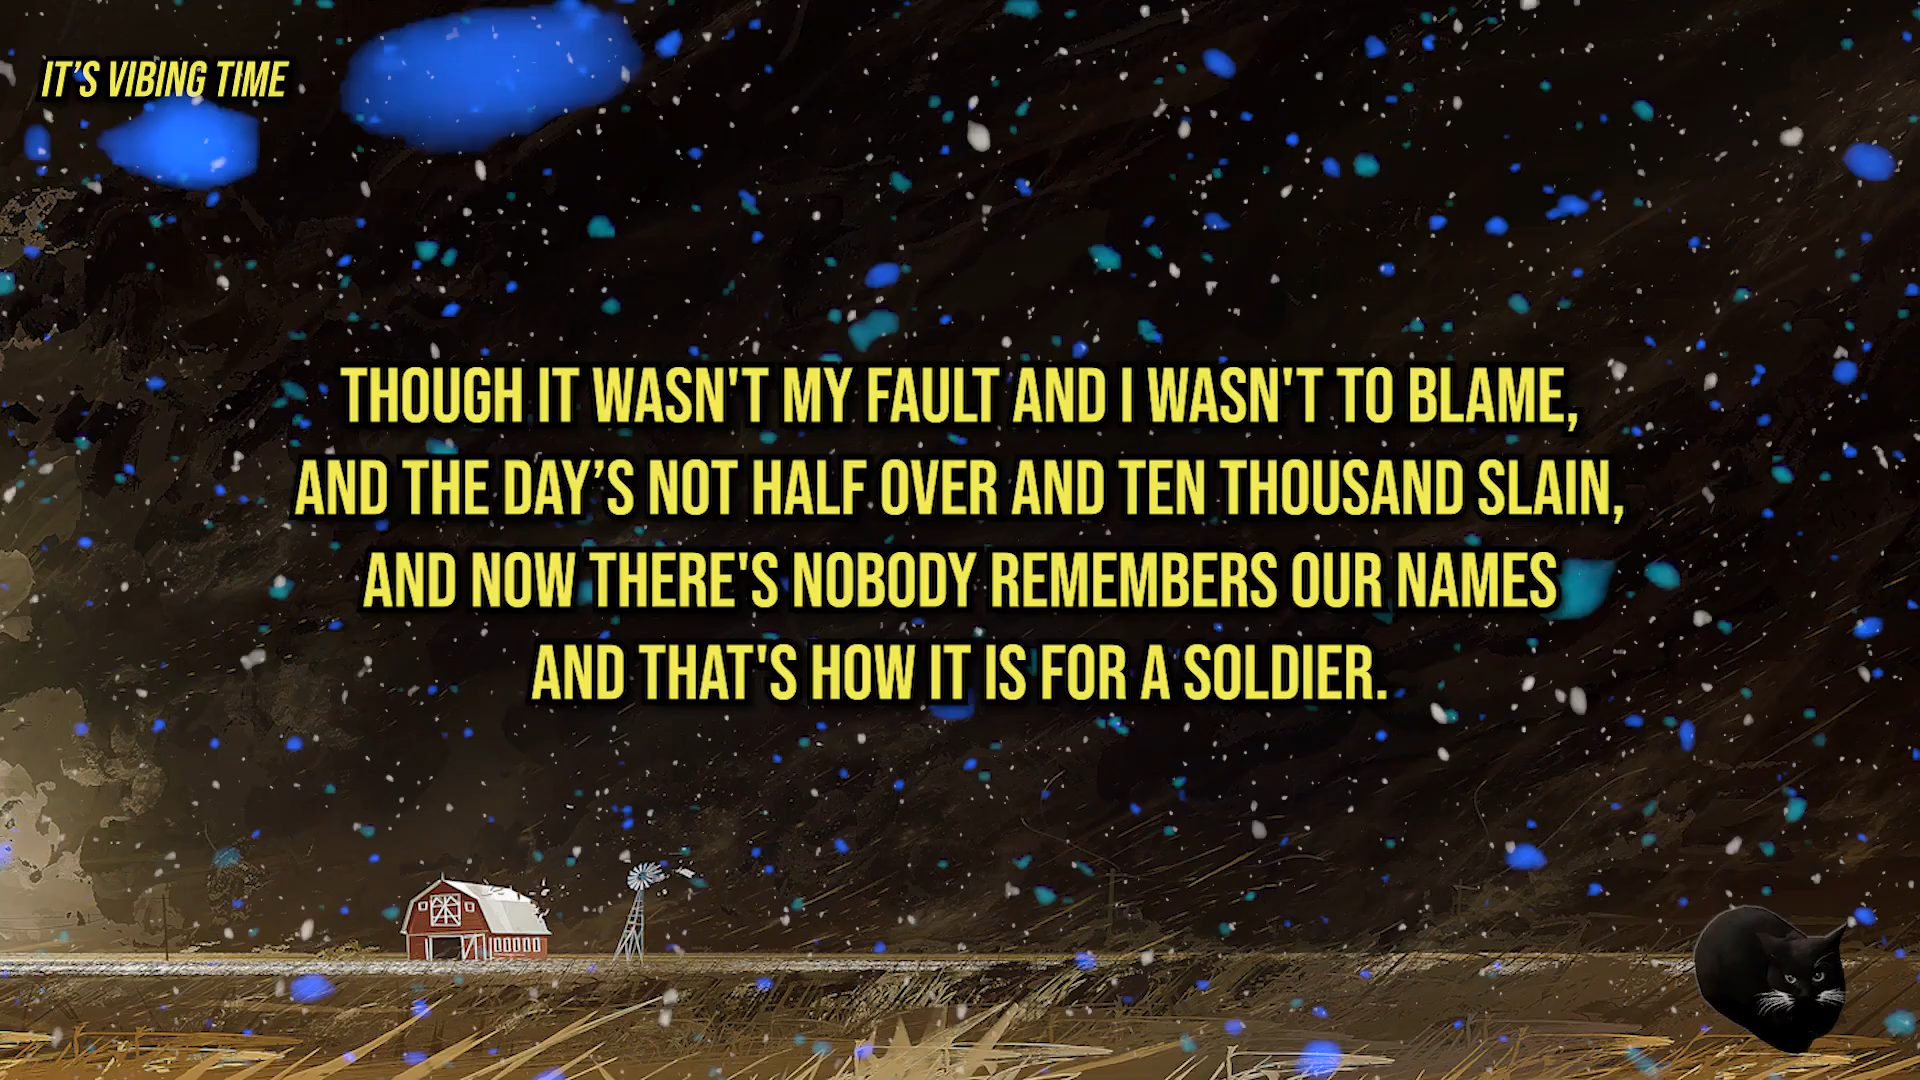 IT’S VIBING TIME
THOUGH IT WASN'T MY FAULT AND I WASN'T TO BLAME,
AND THE DAY’S NOT HALF OVER AND TEN THOUSAND SLAIN,
AND NOW THERE'S NOBODY REMEMBERS OUR NAMES
AND THAT'S HOW IT IS FOR A SOLDIER.